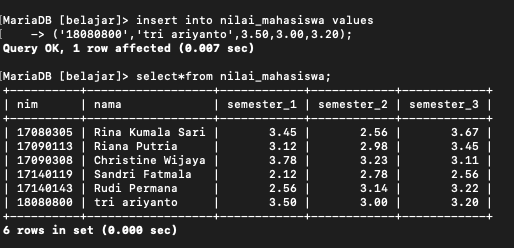 [MariaDB [belajar]> insert into nilai_mahasiswa values
[    -> ('18080800','tri ariyanto',3.50,3.00,3.20);
Query OK, 1 row affected (0.007 sec)
[MariaDB [belajar]> select*from nilai_mahasiswa;
+----------+------------------+------------+------------+------------+
| nim      | nama             | semester_1 | semester_2 | semester_3 |
+----------+------------------+------------+------------+------------+
| 17080305 | Rina Kumala Sari |       3.45 |       2.56 |       3.67 |
| 17090113 | Riana Putria     |       3.12 |       2.98 |       3.45 |
| 17090308 | Christine Wijaya |       3.78 |       3.23 |       3.11 |
| 17140119 | Sandri Fatmala   |       2.12 |       2.78 |       2.56 |
| 17140143 | Rudi Permana     |       2.56 |       3.14 |       3.22 |
| 18080800 | tri ariyanto     |       3.50 |       3.00 |       3.20 |
+----------+------------------+------------+------------+------------+
6 rows in set (0.000 sec)